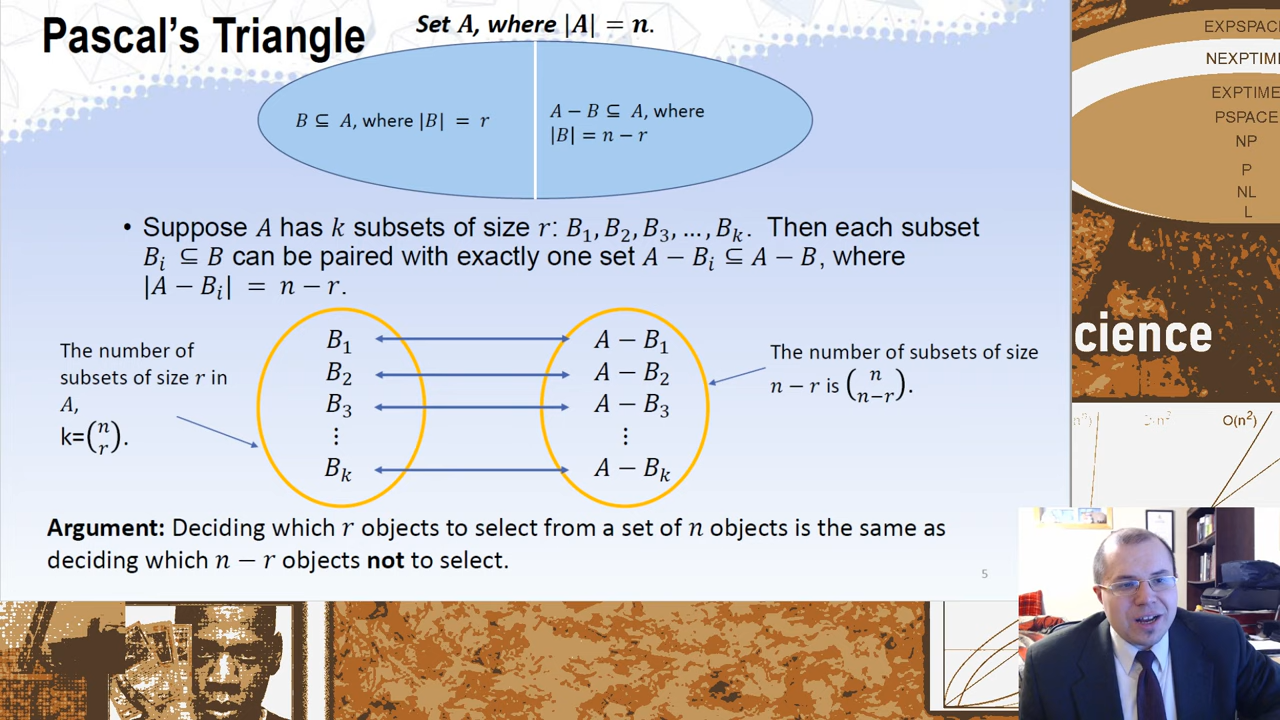 Pascal's Triangle
Set A, where |A| = n.
B ⊆ A, where |B| = r
A − B ⊆ A, where
|B| = n − r
• Suppose A has k subsets of size r: B₁, B₂, B₃, ..., Bₖ. Then each subset
Bᵢ ⊆ B can be paired with exactly one set A − Bᵢ ⊆ A − B, where
|A − Bᵢ| = n − r.
The number of
subsets of size r in
A,
k=(n r).
B₁
B₂
B₃
⋮
Bₖ
A − B₁
A − B₂
A − B₃
⋮
A − Bₖ
The number of subsets of size
n − r is (n n−r).
Argument: Deciding which r objects to select from a set of n objects is the same as
deciding which n − r objects not to select.
5
EXPSPAC
NEXPTIM
EXPTIME
PSPACE
NP
P
NL
L
cience
O(n²)